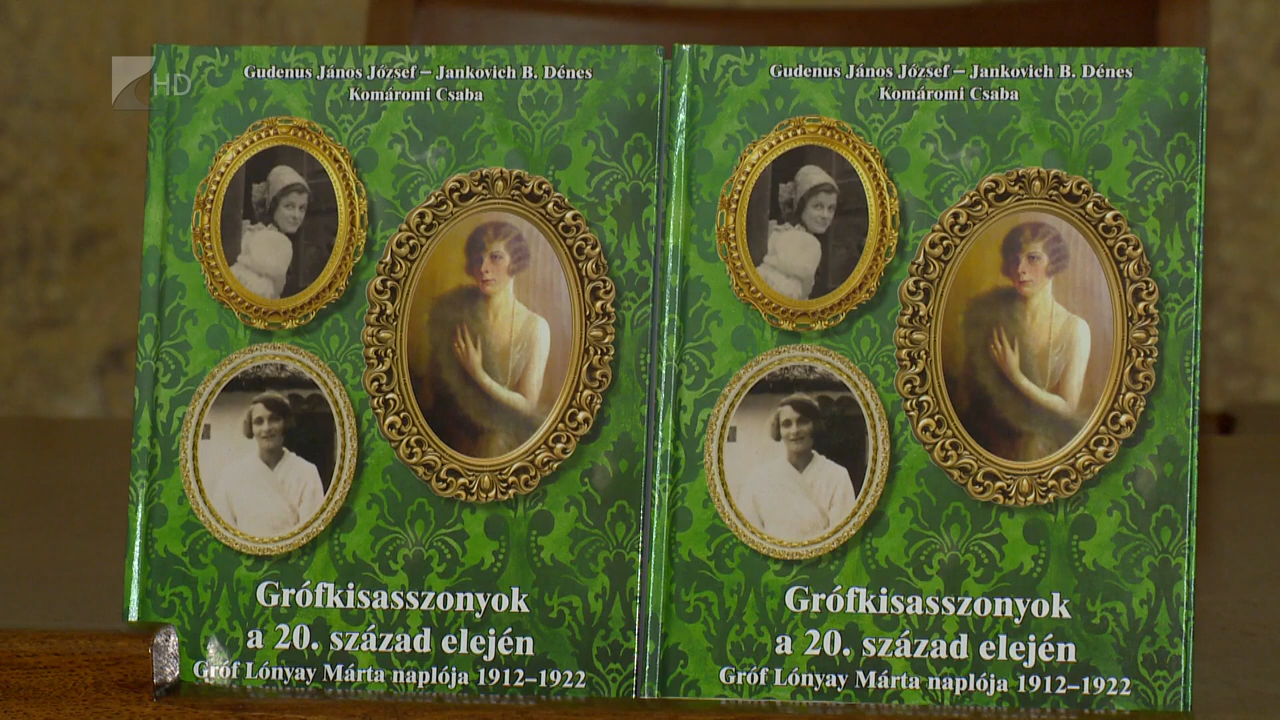 HD
Gudenus János József – Jankovich B. Dénes
Komáromi Csaba
Grófkisasszonyok
a 20. század elején
Gróf Lónyay Márta naplója 1912–1922
Gudenus János József – Jankovich B. Dénes
Komáromi Csaba
Grófkisasszonyok
a 20. század elején
Gróf Lónyay Márta naplója 1912–1922